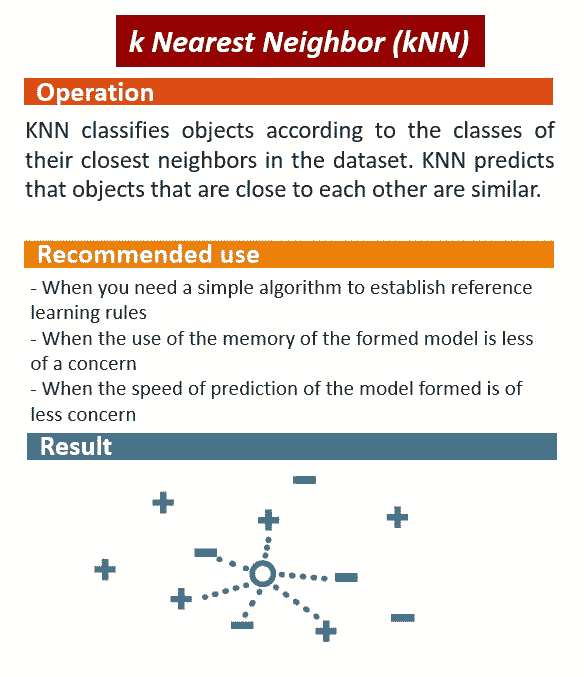 k Nearest Neighbor (kNN)
Operation
KNN classifies objects according to the classes of
their closest neighbors in the dataset. KNN predicts
that objects that are close to each other are similar.
Recommended use
- When you need a simple algorithm to establish reference
learning rules
- When the use of the memory of the formed model is less
of a concern
- When the speed of prediction of the model formed is of
less concern
Result